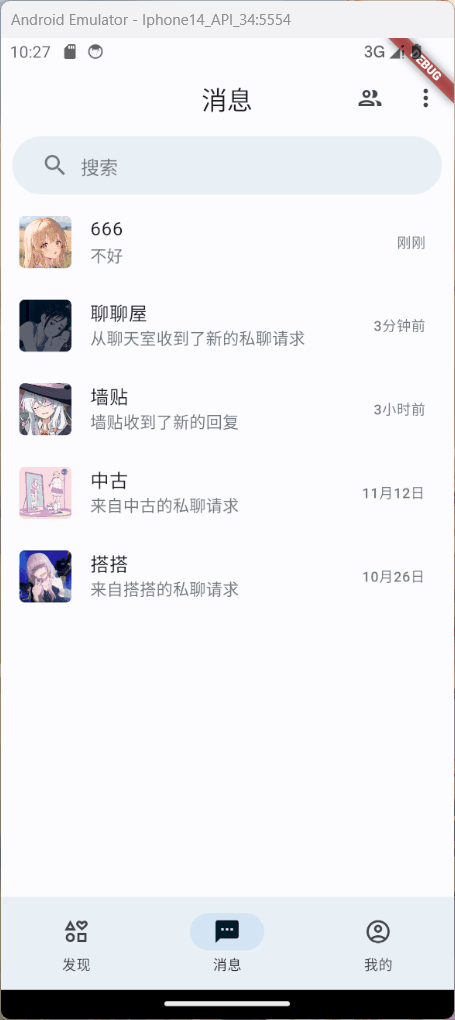 Android Emulator - Iphone14_API_34:5554
10:27
3G
DEBUG
消息
搜索
666
不好
刚刚
聊聊屋
从聊天室收到了新的私聊请求
3分钟前
墙贴
墙贴收到了新的回复
3小时前
中古
来自中古的私聊请求
11月12日
搭搭
来自搭搭的私聊请求
10月26日
发现
消息
我的